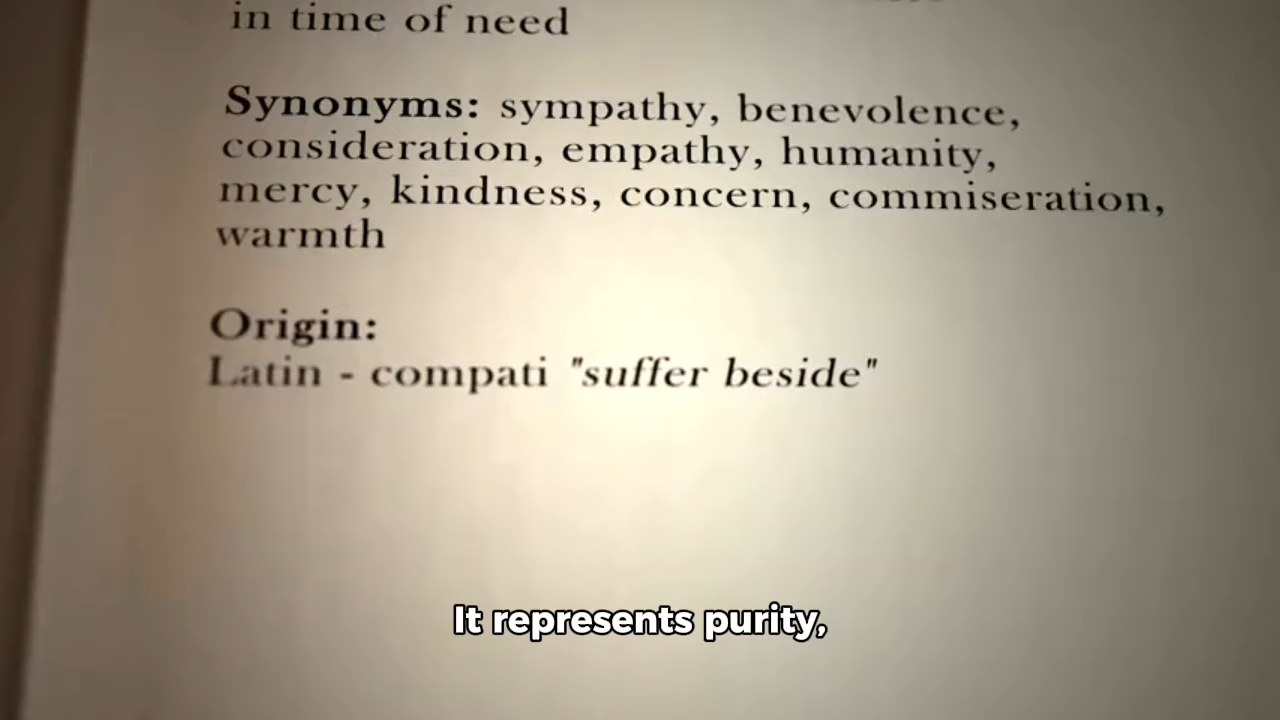 in time of need
Synonyms: sympathy, benevolence,
consideration, empathy, humanity,
mercy, kindness, concern, commiseration,
warmth
Origin:
Latin - compati "suffer beside"
It represents purity,